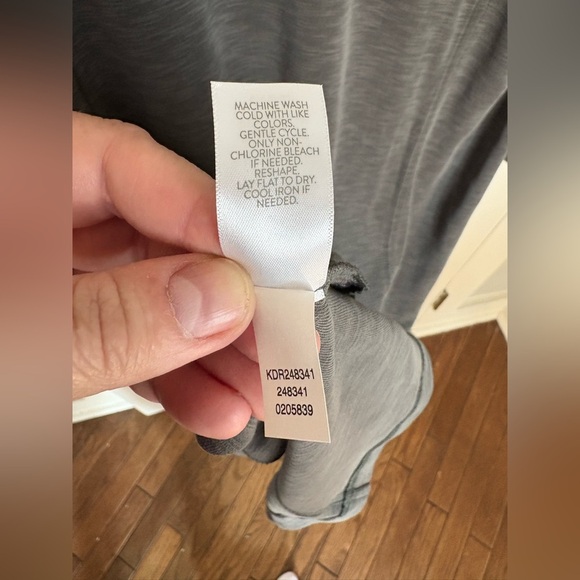 MACHINE WASH
COLD WITH LIKE
COLORS.
GENTLE CYCLE.
ONLY NON-
CHLORINE BLEACH
IF NEEDED.
RESHAPE.
LAY FLAT TO DRY.
COOL IRON IF
NEEDED.
KDR248341
248341
0205839